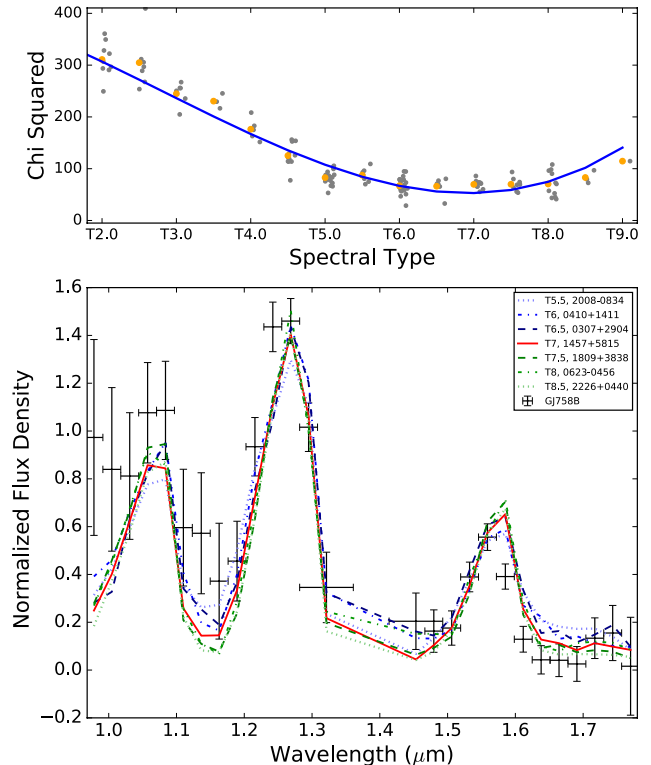 400
300
200
100
0
Chi Squared
T2.0 T3.0 T4.0 T5.0 T6.0 T7.0 T8.0 T9.0
Spectral Type
1.6
1.4
1.2
1.0
0.8
0.6
0.4
0.2
0.0
−0.2
Normalized Flux Density
T5.5, 2008-0834
T6, 0410+1411
T6.5, 0307+2904
T7, 1457+5815
T7.5, 1809+3838
T8, 0623-0456
T8.5, 2226+0440
GJ758B
1.0 1.1 1.2 1.3 1.4 1.5 1.6 1.7
Wavelength (μm)